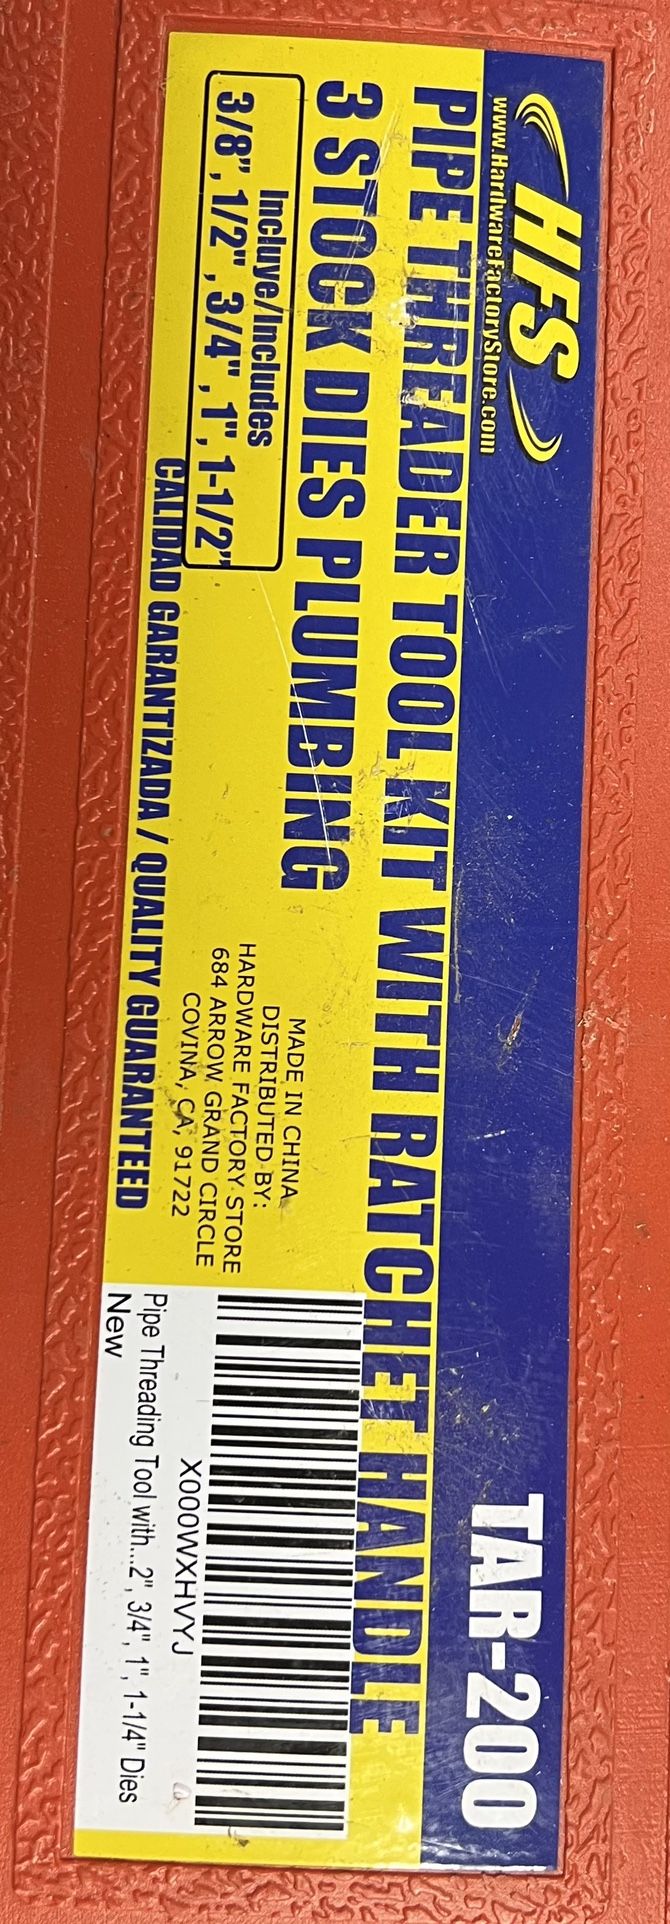 HFS
www.HardwareFactoryStore.com
TAR-200
PIPE THREADER TOOL KIT WITH RATCHET HANDLE
3 STOCK DIES PLUMBING
Incluye/Includes
3/8", 1/2", 3/4", 1", 1-1/2"
CALIDAD GARANTIZADA / QUALITY GUARANTEED
MADE IN CHINA
DISTRIBUTED BY:
HARDWARE FACTORY STORE
684 ARROW GRAND CIRCLE
COVINA, CA, 91722
X000WXHVYJ
Pipe Threading Tool with...2", 3/4", 1", 1-1/4" Dies
New